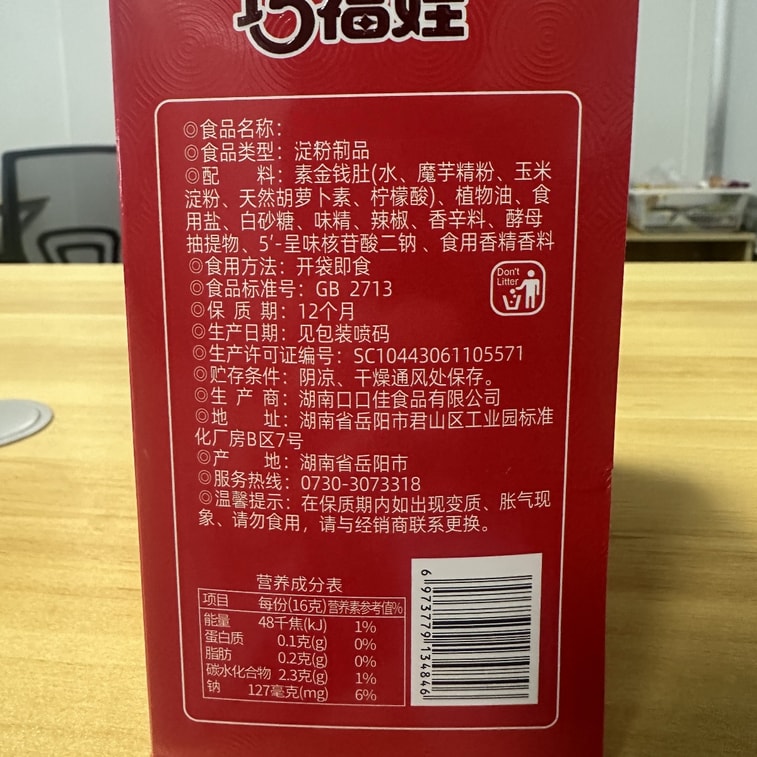 巧福娃
◎食品名称：
◎食品类型：淀粉制品
◎配 料：素金钱肚(水、魔芋精粉、玉米
淀粉、天然胡萝卜素、柠檬酸)、植物油、食
用盐、白砂糖、味精、辣椒、香辛料、酵母
抽提物、5‘-呈味核苷酸二钠 、食用香精香料
◎食用方法：开袋即食
Don't
Litter
◎食品标准号：GB 2713
◎保 质 期：12个月
◎生产日期：见包装喷码
◎生产许可证编号：SC10443061105571
◎贮存条件：阴凉、干燥通风处保存。
◎生 产 商：湖南口口佳食品有限公司
◎地 址：湖南省岳阳市君山区工业园标准
化厂房B区7号
◎产 地：湖南省岳阳市
◎服务热线：0730-3073318
◎温馨提示：在保质期内如出现变质、胀气现
象、请勿食用，请与经销商联系更换。
营养成分表
项目 每份(16克) 营养素参考值%
能量 48千焦(kJ) 1%
蛋白质 0.1克(g) 0%
脂肪 0.2克(g) 0%
碳水化合物 2.3克(g) 1%
钠 127毫克(mg) 6%
6 973779 134846